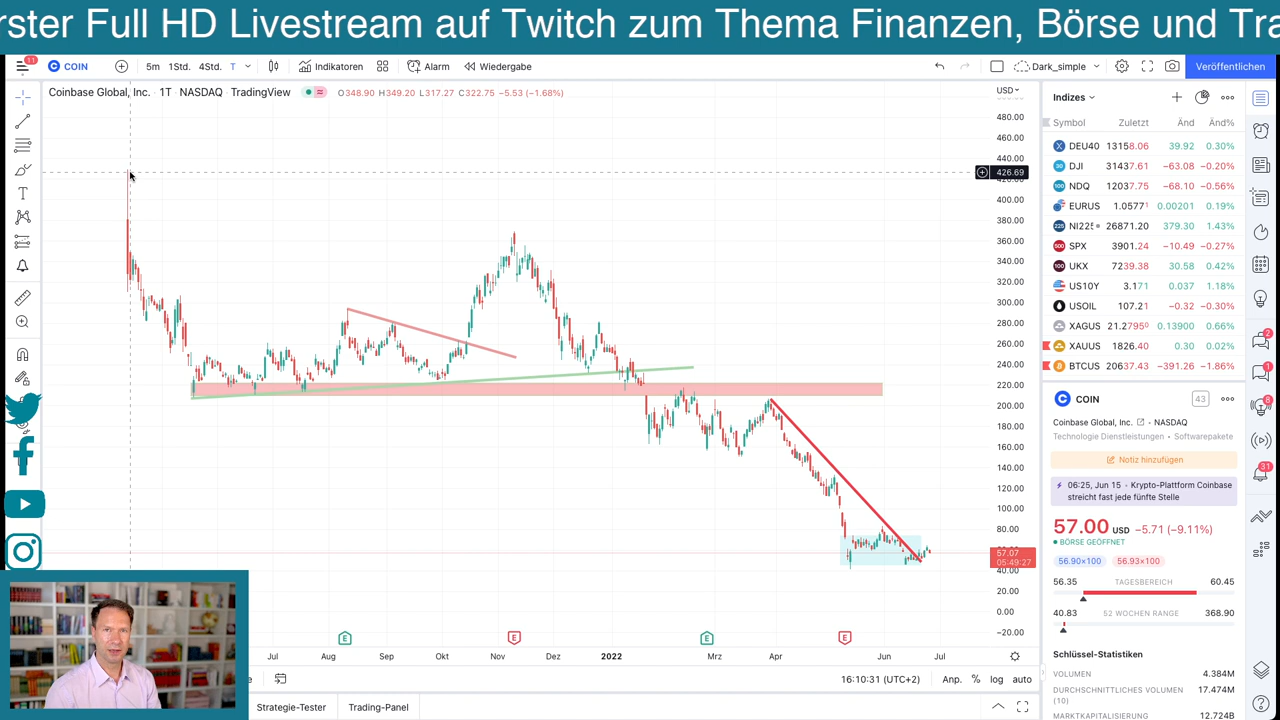 rster Full HD Livestream auf Twitch zum Thema Finanzen, Börse und Tra
11 COIN 5m 1Std. 4Std. T Indikatoren Alarm Wiedergabe Dark_simple Veröffentlichen
Coinbase Global, Inc. · 1T · NASDAQ · TradingView O348.90 H349.20 L317.27 C322.75 −5.53 (−1.68%)
USD
480.00
460.00
440.00
426.69
400.00
380.00
360.00
340.00
320.00
300.00
280.00
260.00
240.00
220.00
200.00
180.00
160.00
140.00
120.00
100.00
80.00
57.07
05:49:27
40.00
20.00
0.00
−20.00
E E E E
Jul Aug Sep Okt Nov Dez 2022 Mrz Apr Jun Jul
16:10:31 (UTC+2) Anp. % log auto
Strategie-Tester Trading-Panel
Indizes
Symbol Zuletzt Änd Änd%
DEU40 13158.06 39.92 0.30%
DJI 31437.61 −63.08 −0.20%
NDQ 12037.75 −68.10 −0.56%
EURUS 1.0577¹ 0.00201 0.19%
NI225 26871.20 379.30 1.43%
SPX 3901.24 −10.49 −0.27%
UKX 7239.38 30.58 0.42%
US10Y 3.171 0.037 1.18%
USOIL 107.21 −0.32 −0.30%
XAGUS 21.2795⁰ 0.13900 0.66%
XAUUS 1826.40 0.30 0.02%
BTCUS 20637.43 −391.26 −1.86%
COIN 43
Coinbase Global, Inc. · NASDAQ
Technologie Dienstleistungen · Softwarepakete
Notiz hinzufügen
06:25, Jun 15 · Krypto-Plattform Coinbase
streicht fast jede fünfte Stelle
57.00 USD −5.71 (−9.11%)
BÖRSE GEÖFFNET
56.90×100 56.93×100
56.35 TAGESBEREICH 60.45
40.83 52 WOCHEN RANGE 368.90
Schlüssel-Statistiken
VOLUMEN 4.384M
DURCHSCHNITTLICHES VOLUMEN 17.474M
(10)
MARKTKAPITALISIERUNG 12.724B
2
1
8
31